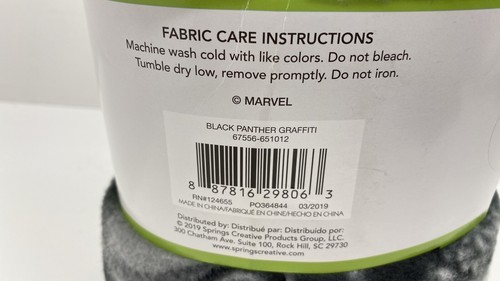 FABRIC CARE INSTRUCTIONS
Machine wash cold with like colors. Do not bleach.
Tumble dry low, remove promptly. Do not iron.
© MARVEL
BLACK PANTHER GRAFFITI
67556-651012
8 87816 29806 3
RN#124655 PO364844 03/2019
MADE IN CHINA/FABRIQUÉ EN CHINE/HECHO EN CHINA
Distributed by: Distribué par: Distribuido por:
© 2019 Springs Creative Products Group, LLC.
300 Chatham Ave. Suite 100, Rock Hill, SC 29730
www.springscreative.com